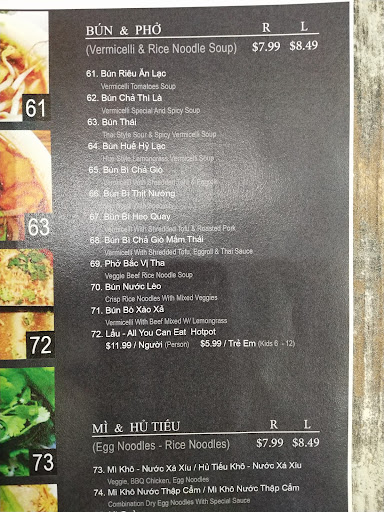 BÚN & PHỞ R L
(Vermicelli & Rice Noodle Soup) $7.99 $8.49
61. Bún Riêu Ăn Lạc
Vermicelli Tomatoes Soup
62. Bún Chả Thì Là
Vermicelli Special And Spicy Soup
63. Bún Thái
Thai Style Sour & Spicy Vermicelli Soup
64. Bún Huế Hỷ Lạc
Hue Style Lemongrass Vermicelli Soup
65. Bún Bì Chả Giò
Vermicelli With Shredded Tofu &
66. Bún Bì Thịt Nướng
67. Bún Bì Heo Quay
Vermicelli With Shredded Tofu & Roasted Pork
68. Bún Bì Chả Giò Mắm Thái
Vermicelli With Shredded Tofu, Eggroll & Thai Sauce
69. Phở Bắc Vị Tha
Veggie Beef Rice Noodle Soup
70. Bún Nước Lèo
Crisp Rice Noodles With Mixed Veggies
71. Bún Bò Xào Xả
Vermicelli With Beef Mixed W/ Lemongrass
72. Lẩu - All You Can Eat Hotpot
$11.99 / Người (Person) $5.99 / Trẻ Em (Kids 6 - 12)
MÌ & HỦ TIẾU R L
(Egg Noodles - Rice Noodles) $7.99 $8.49
73. Mì Khô - Nước Xá Xíu / Hủ Tiếu Khô - Nước Xá Xíu
Veggie, BBQ Chicken, Egg Noodles
74. Mì Khô Nước Thập Cẩm / Mì Khô Nước Thập Cẩm
Combination Dry Egg Noodles With Special Sauce
61
63
72
73